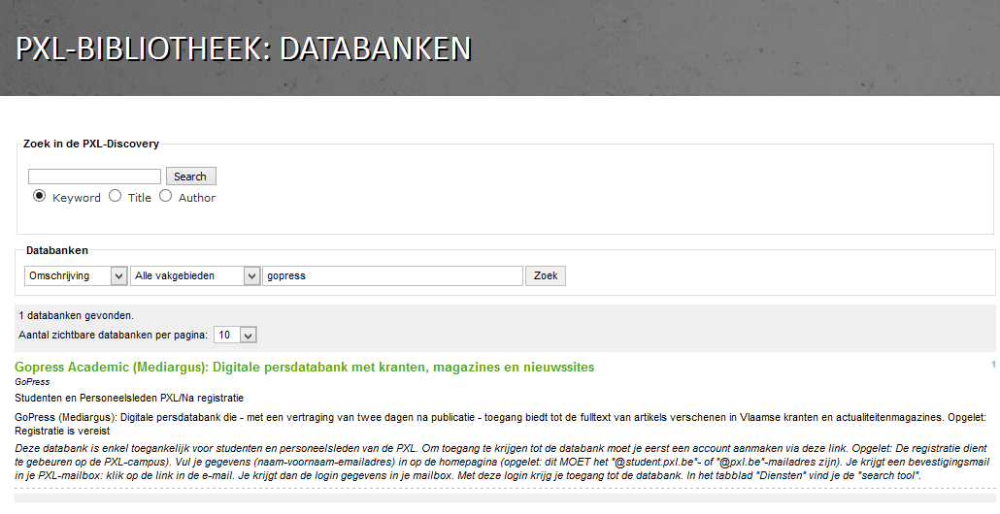 PXL-BIBLIOTHEEK: DATABANKEN
Zoek in de PXL-Discovery
Search
Keyword Title Author
Databanken
Omschrijving Alle vakgebieden gopress Zoek
1 databanken gevonden.
Aantal zichtbare databanken per pagina: 10
Gopress Academic (Mediargus): Digitale persdatabank met kranten, magazines en nieuwssites 1
GoPress
Studenten en Personeelsleden PXL/Na registratie
GoPress (Mediargus): Digitale persdatabank die - met een vertraging van twee dagen na publicatie - toegang biedt tot de fulltext van artikels verschenen in Vlaamse kranten en actualiteitenmagazines. Opgelet:
Registratie is vereist
Deze databank is enkel toegankelijk voor studenten en personeelsleden van de PXL. Om toegang te krijgen tot de databank moet je eerst een account aanmaken via deze link. Opgelet: De registratie dient
te gebeuren op de PXL-campus). Vul je gegevens (naam-voornaam-emailadres) in op de homepagina (opgelet: dit MOET het "@student.pxl.be"- of "@pxl.be"-mailadres zijn). Je krijgt een bevestigingsmail
in je PXL-mailbox: klik op de link in de e-mail. Je krijgt dan de login gegevens in je mailbox. Met deze login krijg je toegang tot de databank. In het tabblad "Diensten" vind je de "search tool".